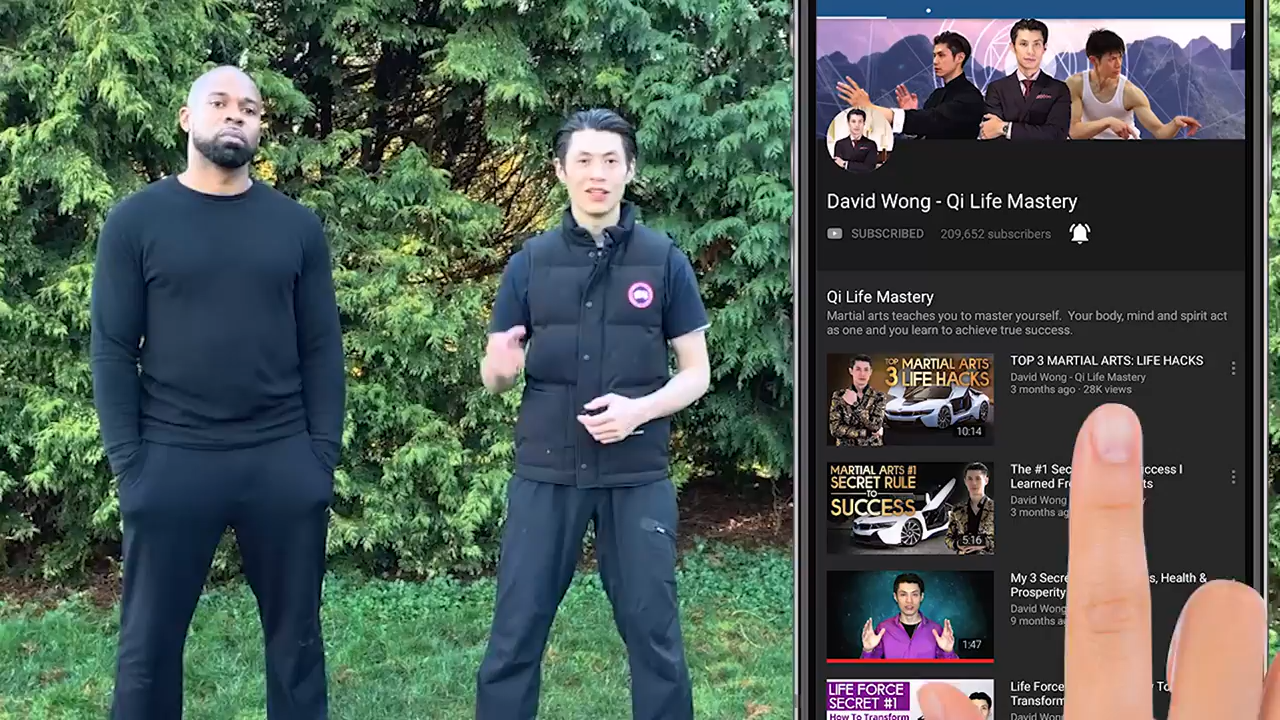 David Wong - Qi Life Mastery
SUBSCRIBED 209,652 subscribers
Qi Life Mastery
Martial arts teaches you to master yourself. Your body, mind and spirit act
as one and you learn to achieve true success.
TOP MARTIAL ARTS
3 LIFE HACKS
10:14
TOP 3 MARTIAL ARTS: LIFE HACKS
David Wong - Qi Life Mastery
3 months ago · 28K views
MARTIAL ARTS #1
SECRET RULE
TO
SUCCESS
5:16
The #1 Sec uccess I
Learned Fr ts
David Wong
3 months ag
1:47
My 3 Secre s, Health &
Prosperity
David Wong
9 months a
LIFE FORCE
SECRET #1
How To Transform
Life Force To
Transform
David Wong